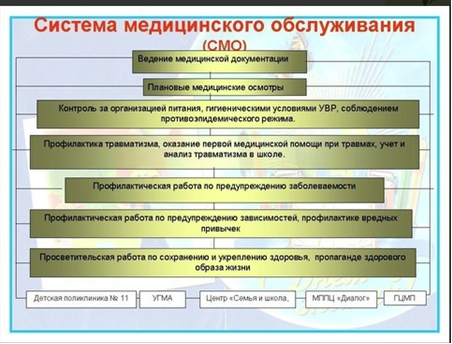 Система медицинского обслуживания
(СМО)
Ведение медицинской документации
Плановые медицинские осмотры
Контроль за организацией питания, гигиеническими условиями УВР, соблюдением
противоэпидемического режима.
Профилактика травматизма, оказание первой медицинской помощи при травмах, учет и
анализ травматизма в школе.
Профилактическая работа по предупреждению заболеваемости
Профилактическая работа по предупреждению зависимостей, профилактике вредных
привычек
Просветительская работа по сохранению и укреплению здоровья, пропаганде здорового
образа жизни
Детская поликлиника № 11
УГМА
Центр «Семья и школа,
МППЦ «Диалог»
ГЦМП